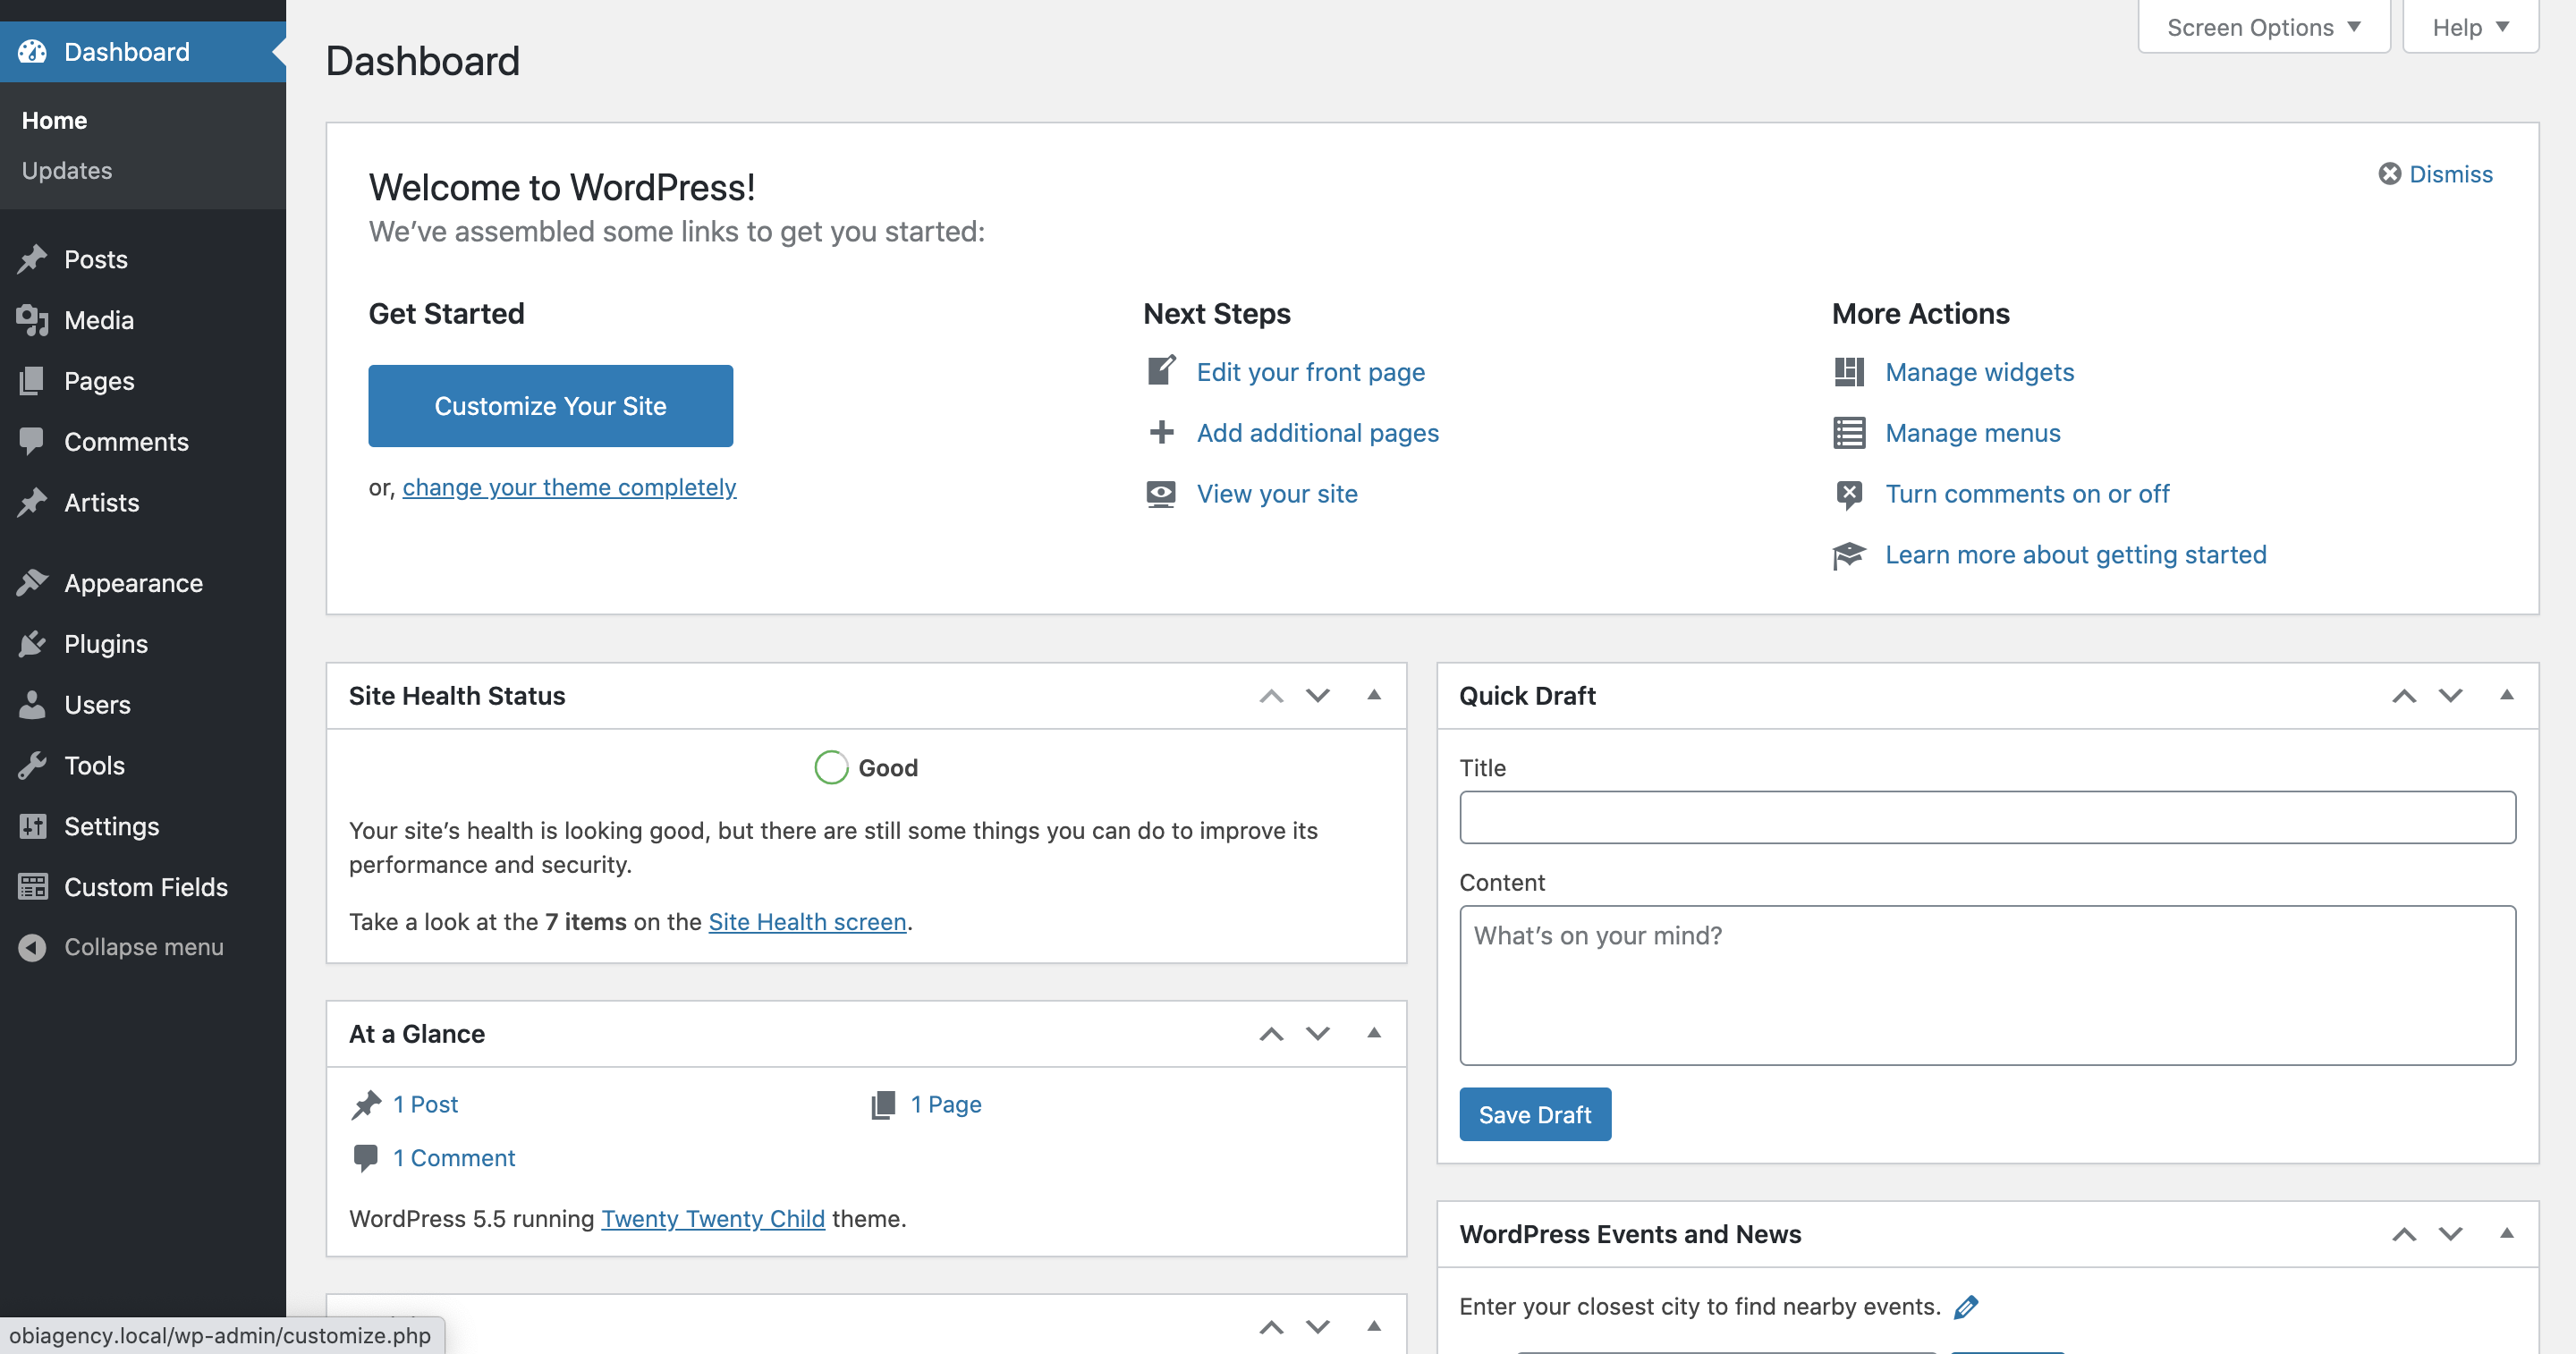 Dashboard
Home
Updates
Posts
Media
Pages
Comments
Artists
Appearance
Plugins
Users
Tools
Settings
Custom Fields
Collapse menu
Screen Options
Help
Dashboard
Dismiss
Welcome to WordPress!
We’ve assembled some links to get you started:
Get Started
Customize Your Site
or, change your theme completely
Next Steps
Edit your front page
Add additional pages
View your site
More Actions
Manage widgets
Manage menus
Turn comments on or off
Learn more about getting started
Site Health Status
Good
Your site’s health is looking good, but there are still some things you can do to improve its
performance and security.
Take a look at the 7 items on the Site Health screen.
At a Glance
1 Post
1 Page
1 Comment
WordPress 5.5 running Twenty Twenty Child theme.
Quick Draft
Title
Content
What’s on your mind?
Save Draft
WordPress Events and News
Enter your closest city to find nearby events.
obiagency.local/wp-admin/customize.php